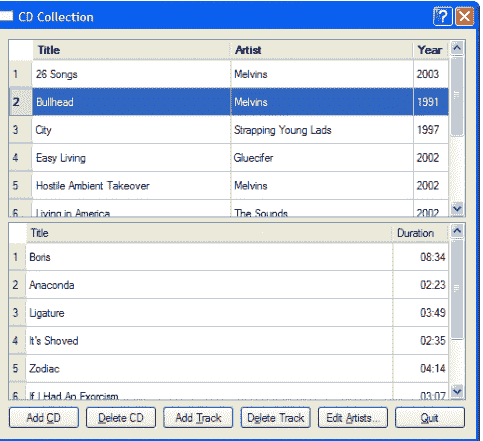 CD Collection
Title Artist Year
1 26 Songs Melvins 2003
2 Bullhead Melvins 1991
3 City Strapping Young Lads 1997
4 Easy Living Gluecifer 2002
5 Hostile Ambient Takeover Melvins 2002
6 Living in America The Sounds 2002
Title Duration
1 Boris 08:34
2 Anaconda 02:23
3 Ligature 03:49
4 It's Shoved 02:35
5 Zodiac 04:14
6 If I Had An Exorcism 03:07
Add CD Delete CD Add Track Delete Track Edit Artists... Quit